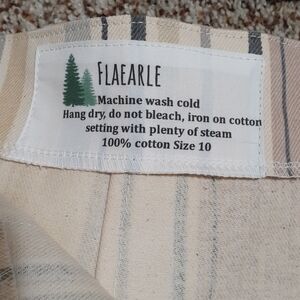 FLAEARLE
Machine wash cold
Hang dry, do not bleach, iron on cotton
setting with plenty of steam
100% cotton Size 10